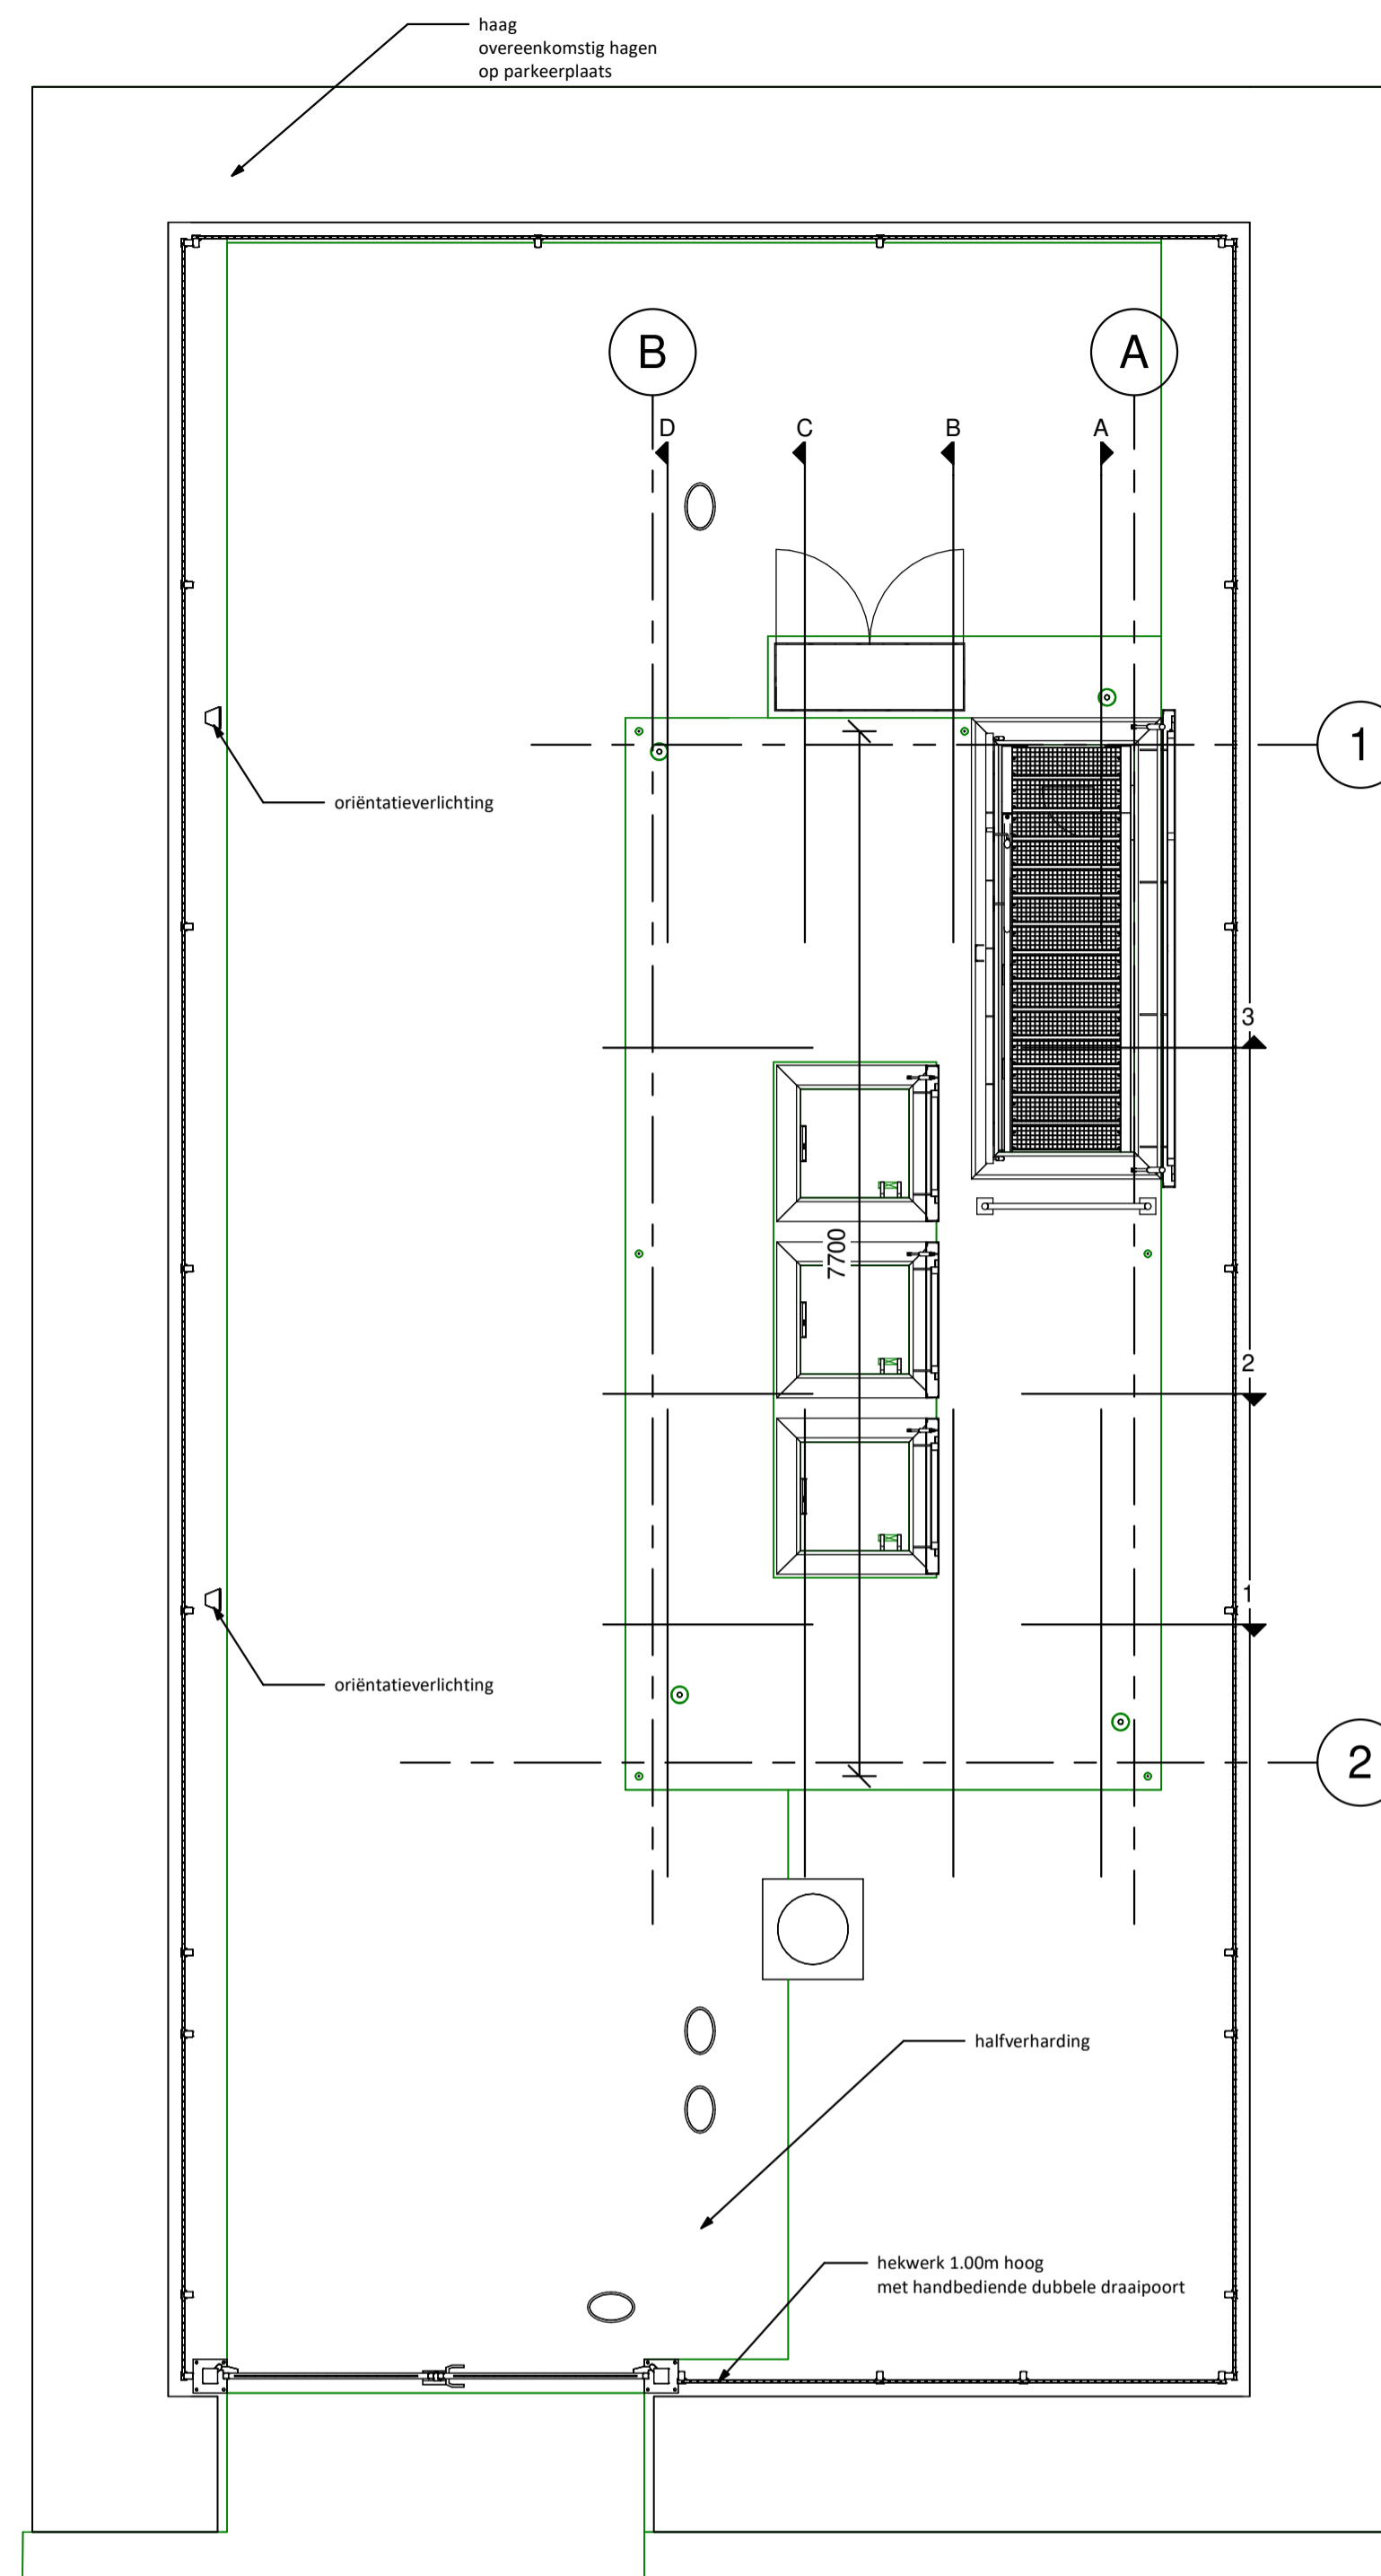 haag
overeenkomstig hagen
op parkeerplaats
B
A
D
C
B
A
1
oriëntatieverlichting
3
7700
2
1
oriëntatieverlichting
2
halfverharding
hekwerk 1.00m hoog
met handbediende dubbele draaipoort